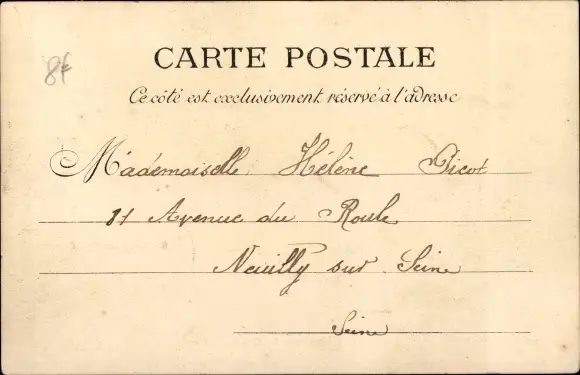 8f
CARTE POSTALE
Ce côté est exclusivement réservé à l'adresse
Mademoiselle Hélène Picot
81 Avenue du Roule
Neuilly sur Seine
Seine